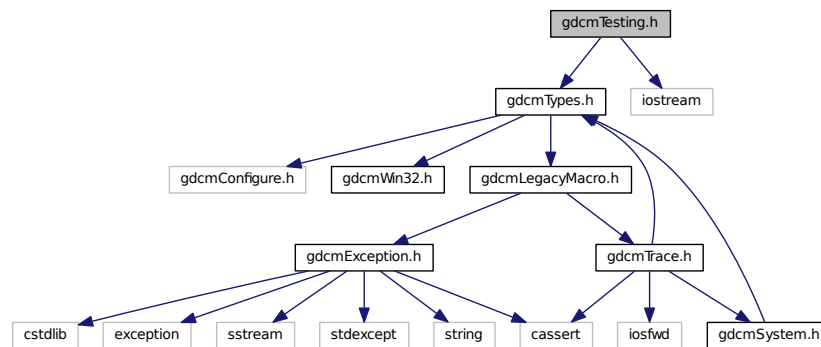 gdcmTesting.h
gdcmTypes.h
iostream
gdcmConfigure.h
gdcmWin32.h
gdcmLegacyMacro.h
gdcmException.h
gdcmTrace.h
cstdlib
exception
sstream
stdexcept
string
cassert
iosfwd
gdcmSystem.h